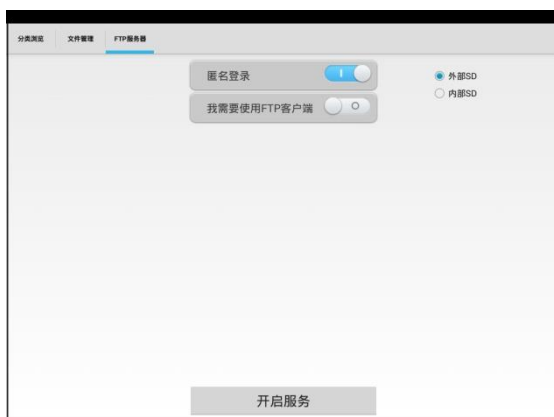 分类浏览 文件管理 FTP服务器
匿名登录
外部SD
内部SD
我需要使用FTP客户端
开启服务